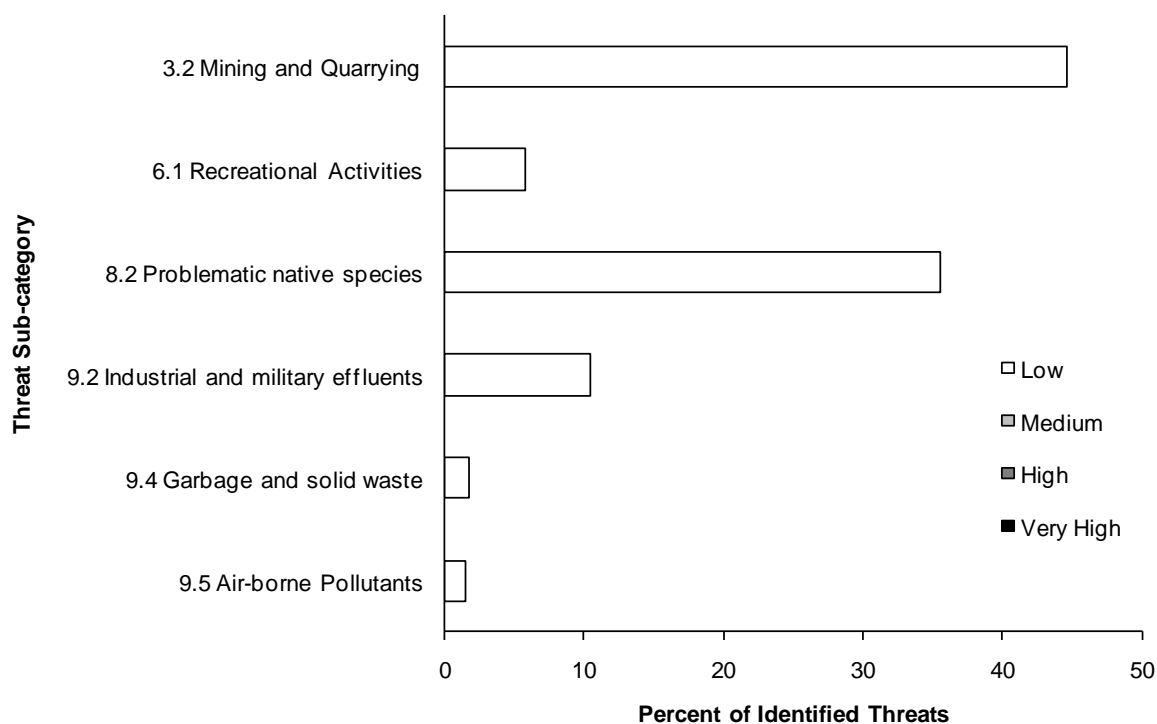 Threat Sub-category
3.2 Mining and Quarrying
6.1 Recreational Activities
8.2 Problematic native species
9.2 Industrial and military effluents
9.4 Garbage and solid waste
9.5 Air-borne Pollutants
Low
Medium
High
Very High
0 10 20 30 40 50
Percent of Identified Threats